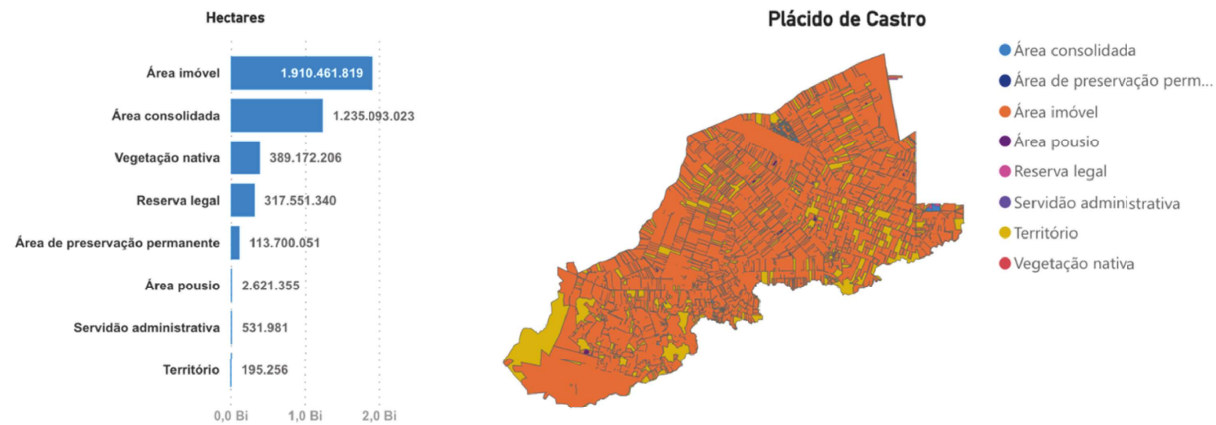 Hectares
Área imóvel
1.910.461.819
Área consolidada
1.235.093.023
Vegetação nativa
389.172.206
Reserva legal
317.551.340
Área de preservação permanente
113.700.051
Área pousio
2.621.355
Servidão administrativa
531.981
Território
195.256
0,0 Bi
1,0 Bi
2,0 Bi
Plácido de Castro
Área consolidada
Área de preservação perm...
Área imóvel
Área pousio
Reserva legal
Servidão administrativa
Território
Vegetação nativa